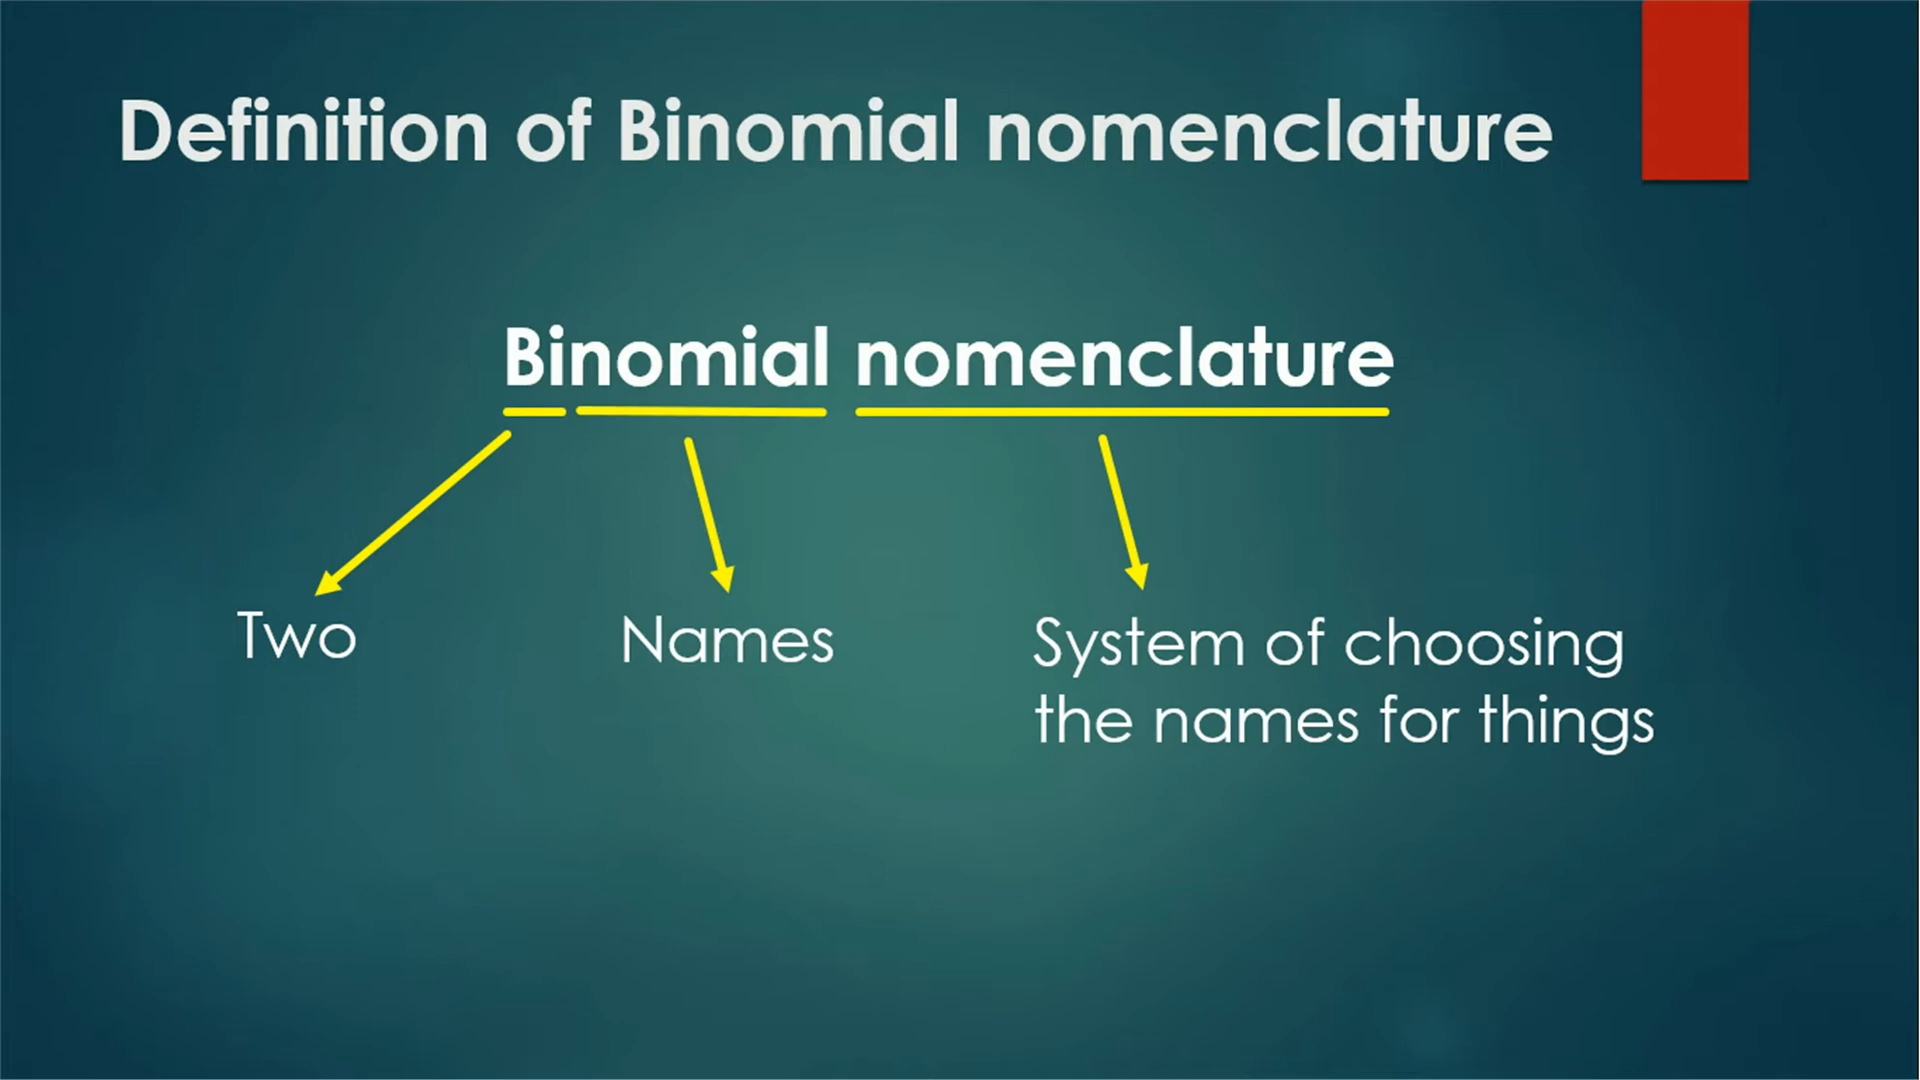 Definition of Binomial nomenclature
Binomial nomenclature
Two
Names
System of choosing
the names for things